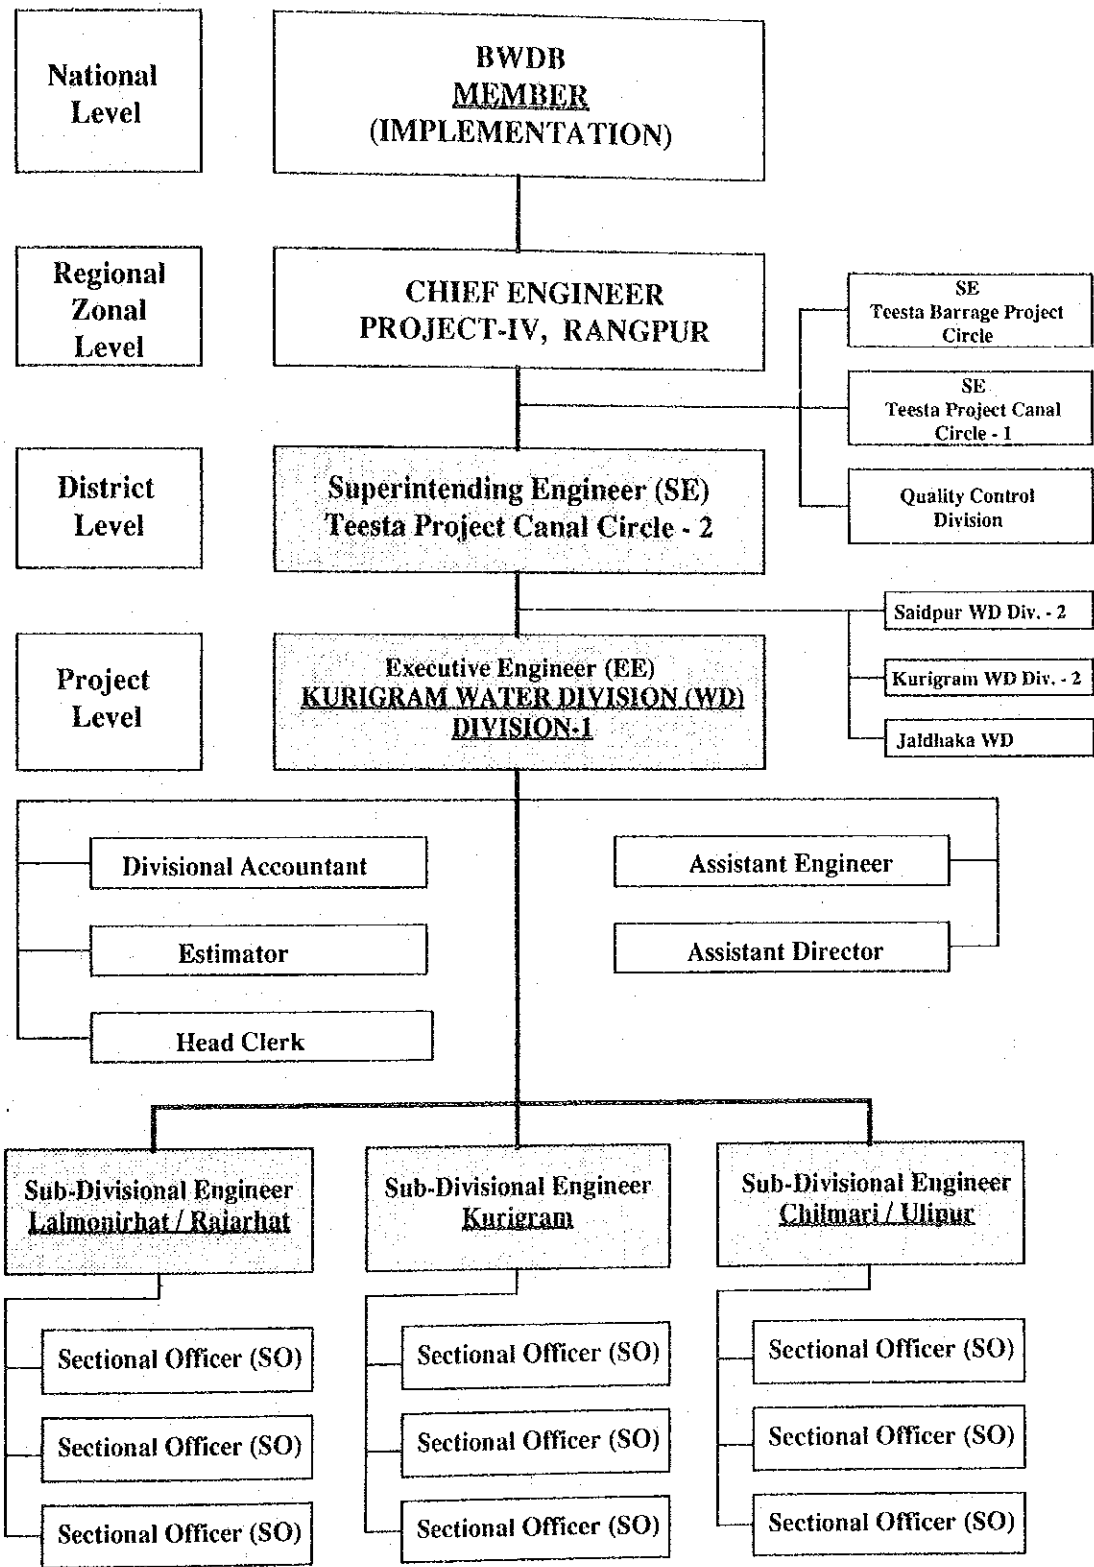 National
Level
BWDB
MEMBER
(IMPLEMENTATION)
Regional
Zonal
Level
CHIEF ENGINEER
PROJECT-IV, RANGPUR
SE
Teesta Barrage Project
Circle
SE
Teesta Project Canal
Circle - 1
Quality Control
Division
District
Level
Superintending Engineer (SE)
Teesta Project Canal Circle - 2
Saidpur WD Div. - 2
Kurigram WD Div. - 2
Jaldhaka WD
Project
Level
Executive Engineer (EE)
KURIGRAM WATER DIVISION (WD)
DIVISION-1
Divisional Accountant
Estimator
Head Clerk
Assistant Engineer
Assistant Director
Sub-Divisional Engineer
Lalmonirhat / Rajarhat
Sectional Officer (SO)
Sectional Officer (SO)
Sectional Officer (SO)
Sub-Divisional Engineer
Kurigram
Sectional Officer (SO)
Sectional Officer (SO)
Sectional Officer (SO)
Sub-Divisional Engineer
Chilmari / Ulipur
Sectional Officer (SO)
Sectional Officer (SO)
Sectional Officer (SO)